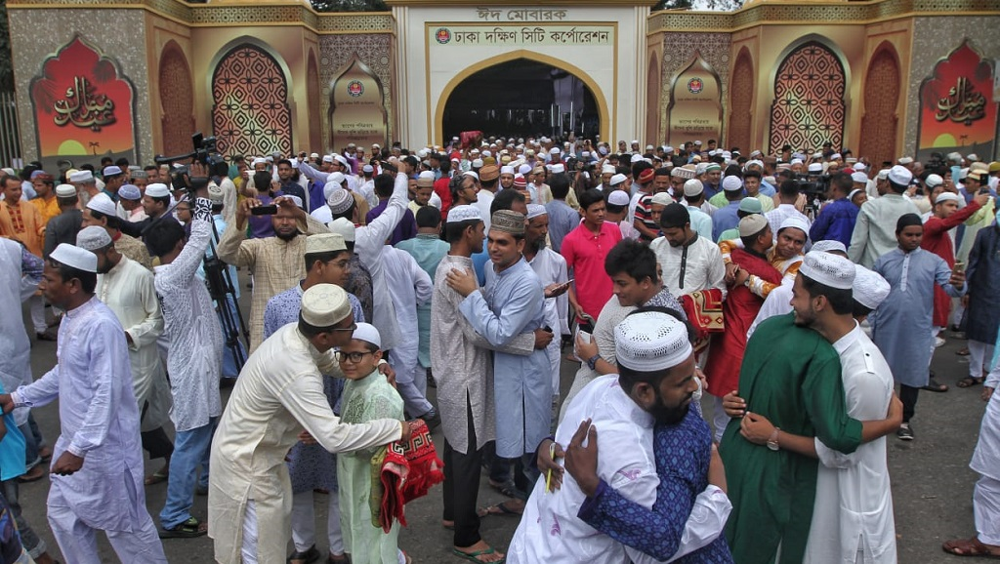 ঈদ মোবারক
ঢাকা দক্ষিণ সিটি কর্পোরেশন
عيد مبارك
عيد مبارك